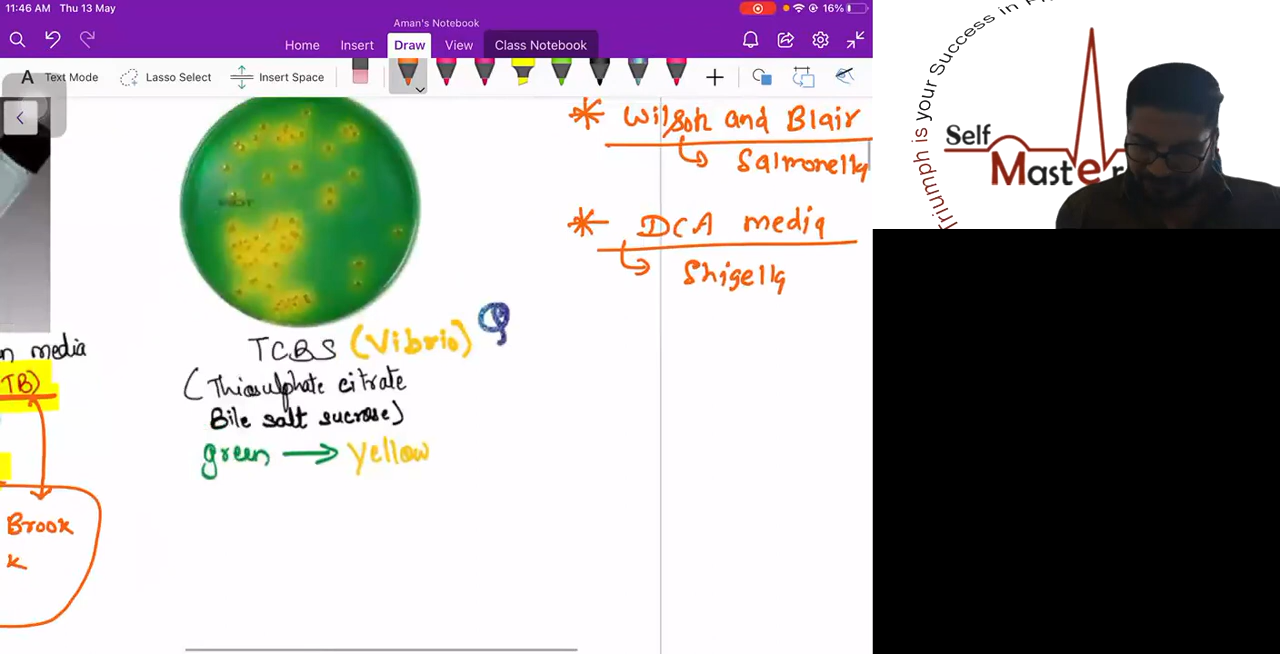 11:46 AM Thu 13 May
16%
Aman's Notebook
Home Insert Draw View Class Notebook
A Text Mode Lasso Select Insert Space
Wilson and Blair
Salmonella
DCA media
Shigella
TCBS (Vibrio)
(Thiosulphate citrate
Bile salt sucrose)
green → yellow
n media
TB)
Brook
k
Triumph is your Success in
Self
Master